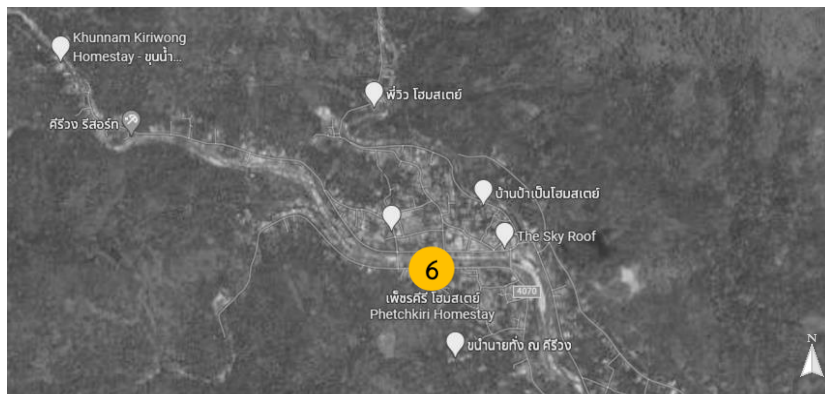 Khunnam Kiriwong
Homestay - ขุนน้ำ...
พี่วิว โฮมสเตย์
คีรีวง รีสอร์ท
บ้านป้าเป็นโฮมสเตย์
The Sky Roof
6
4070
เพ็ชรคีรี โฮมสเตย์
Phetchkiri Homestay
ขนำนายทั่ง ณ คีรีวง
N